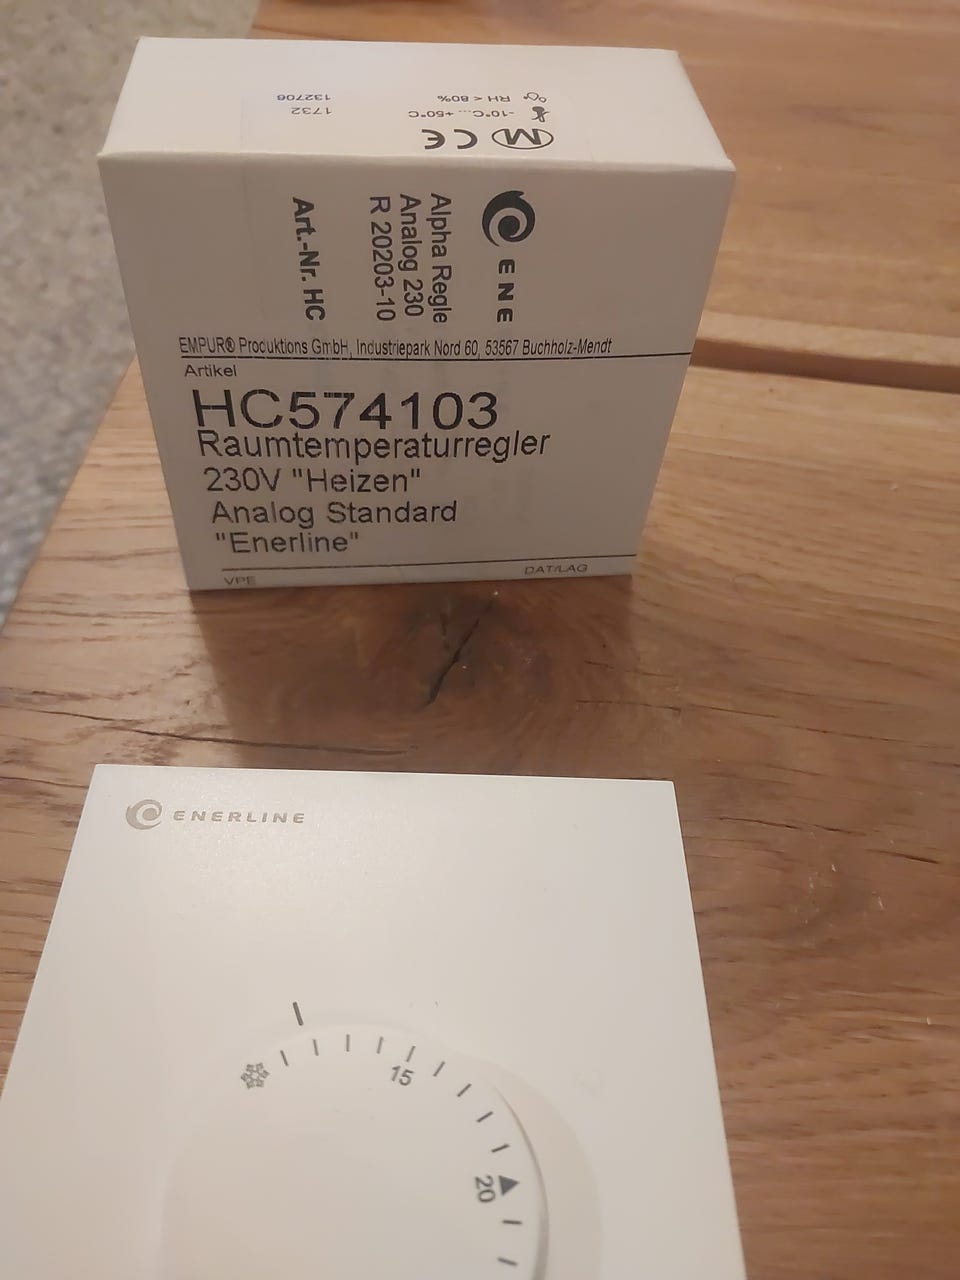 132706
1732
RH < 80%
-10°C... +50°C
M CE
ENE
Alpha Regle
Analog 230
R 20203-10
Art.-Nr. HC
EMPUR® Produktions GmbH, Industriepark Nord 60, 53567 Buchholz-Mendt
Artikel
HC574103
Raumtemperaturregler
230V "Heizen"
Analog Standard
"Enerline"
VPE
DAT/LAG
ENERLINE
15
20